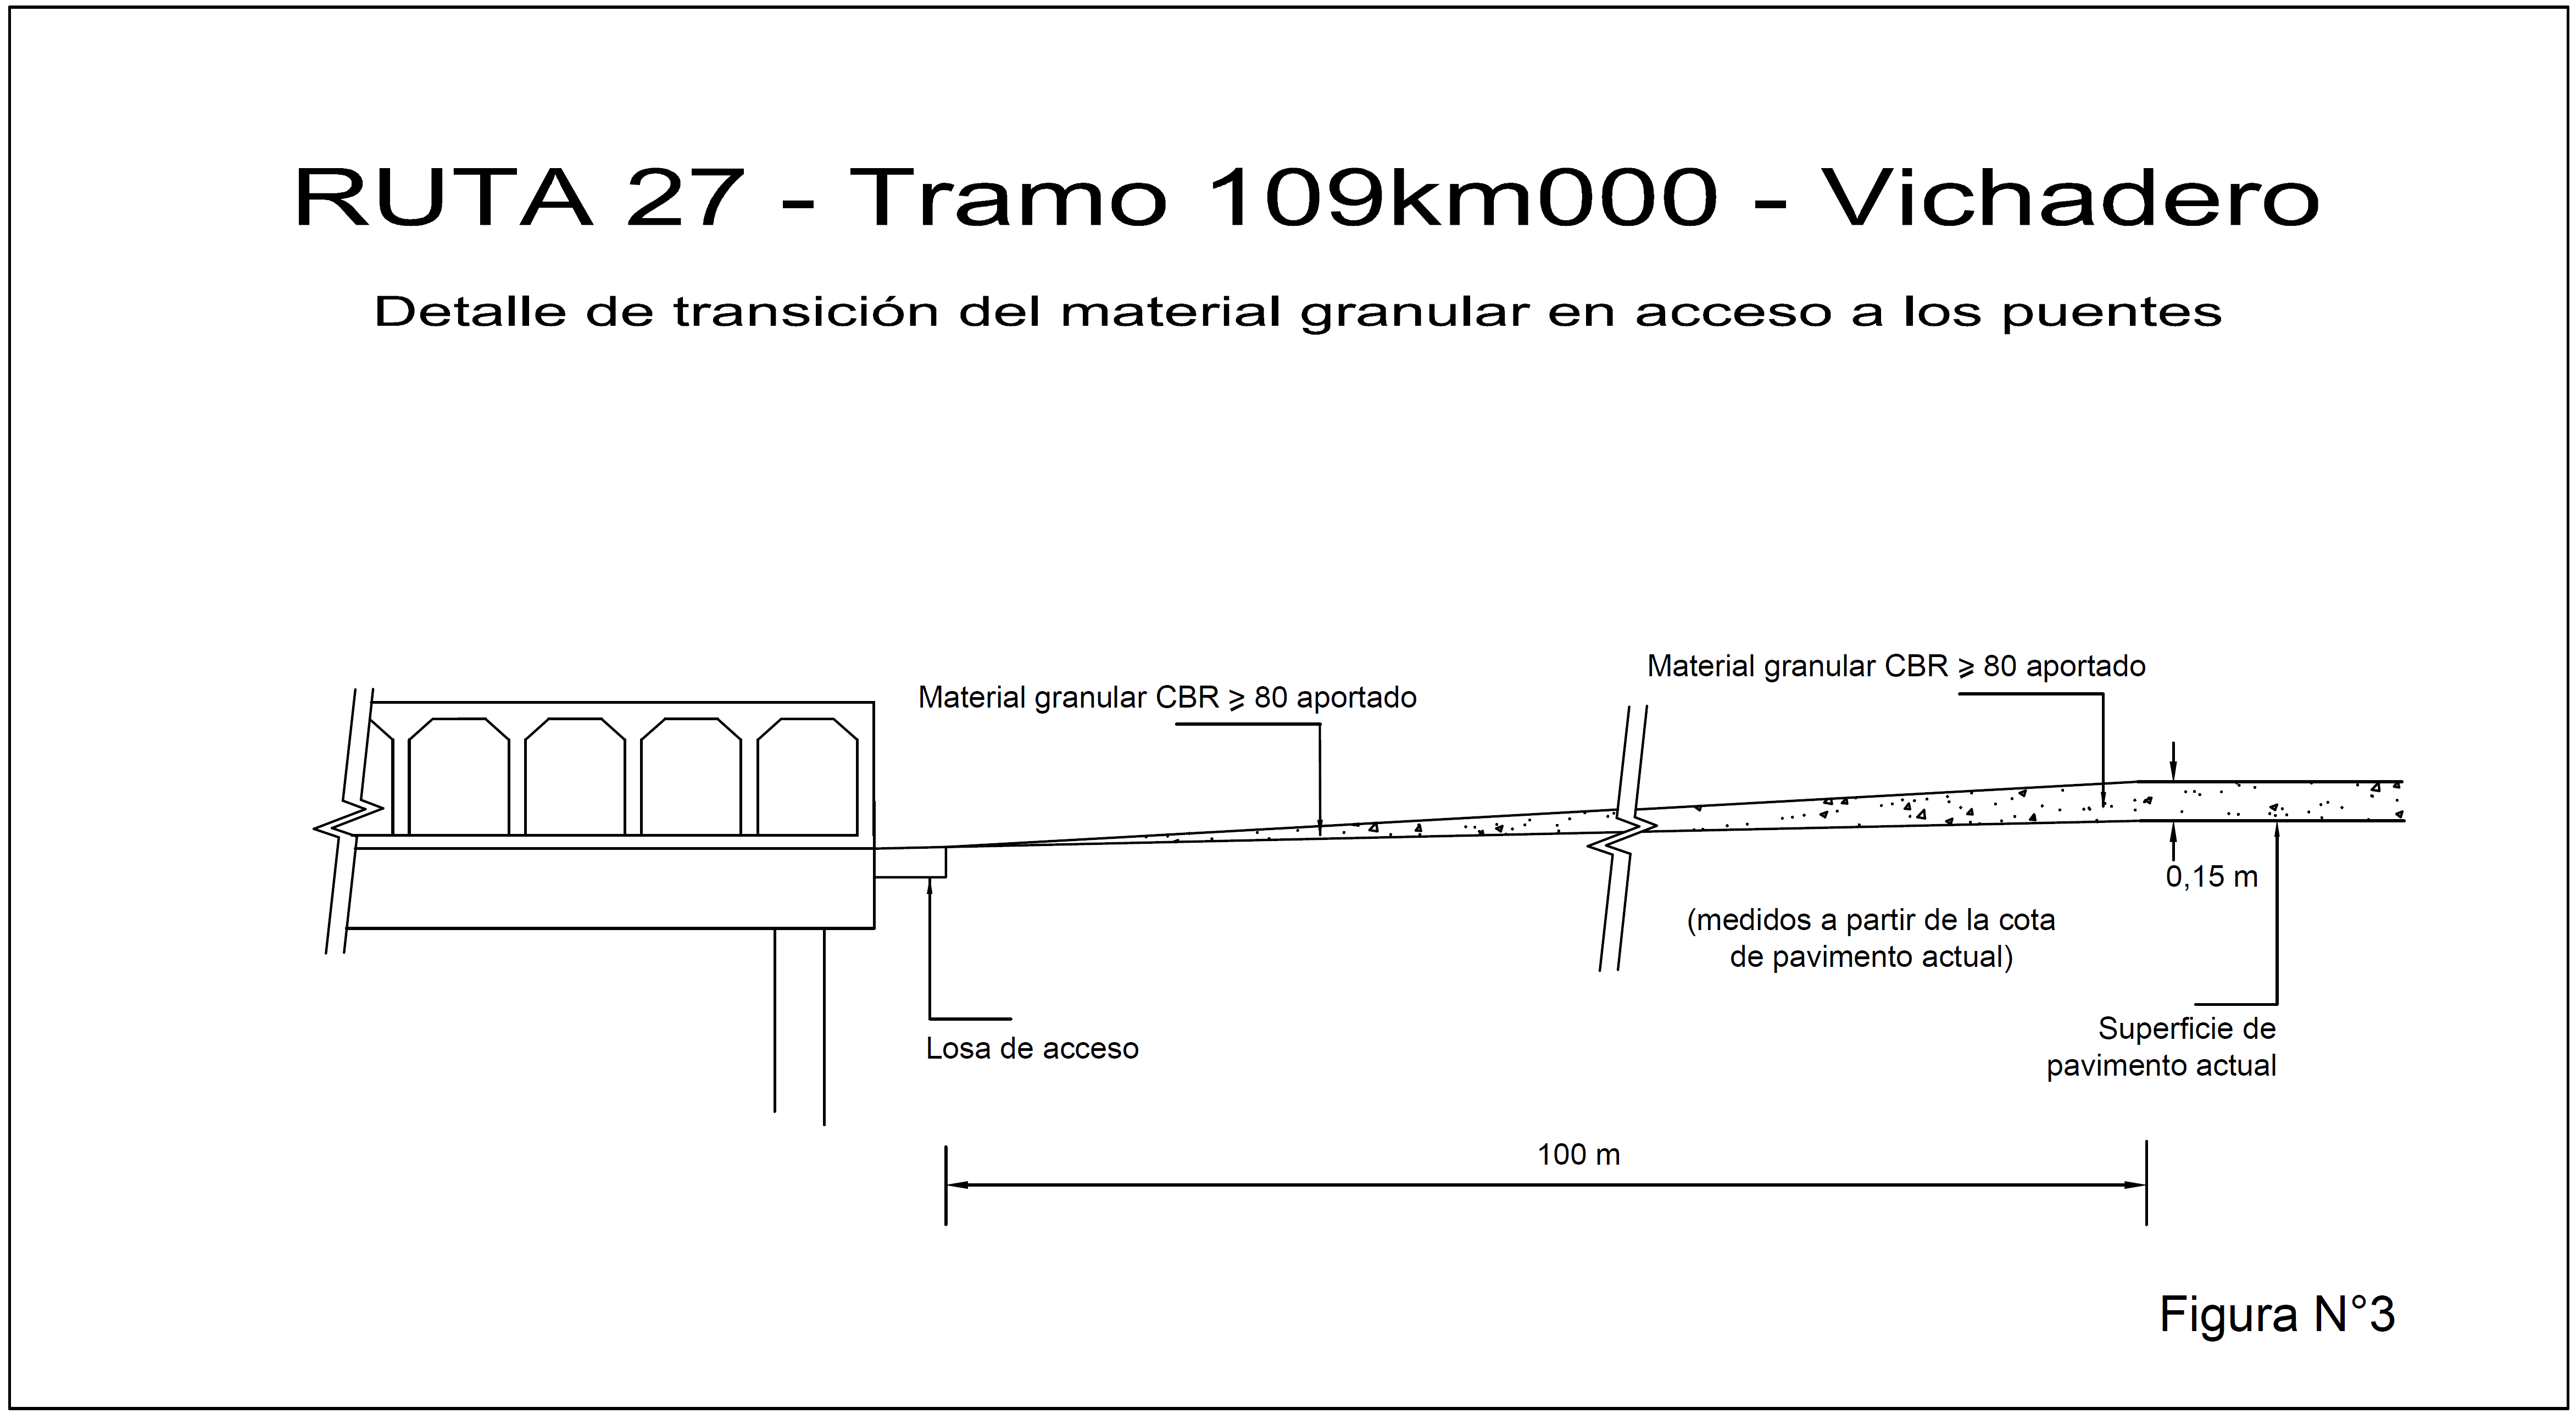 RUTA 27 - Tramo 109km000 - Vichadero
Detalle de transición del material granular en acceso a los puentes
Material granular CBR ⩾ 80 aportado
Material granular CBR ⩾ 80 aportado
0,15 m
(medidos a partir de la cota
de pavimento actual)
Losa de acceso
Superficie de
pavimento actual
100 m
Figura N°3